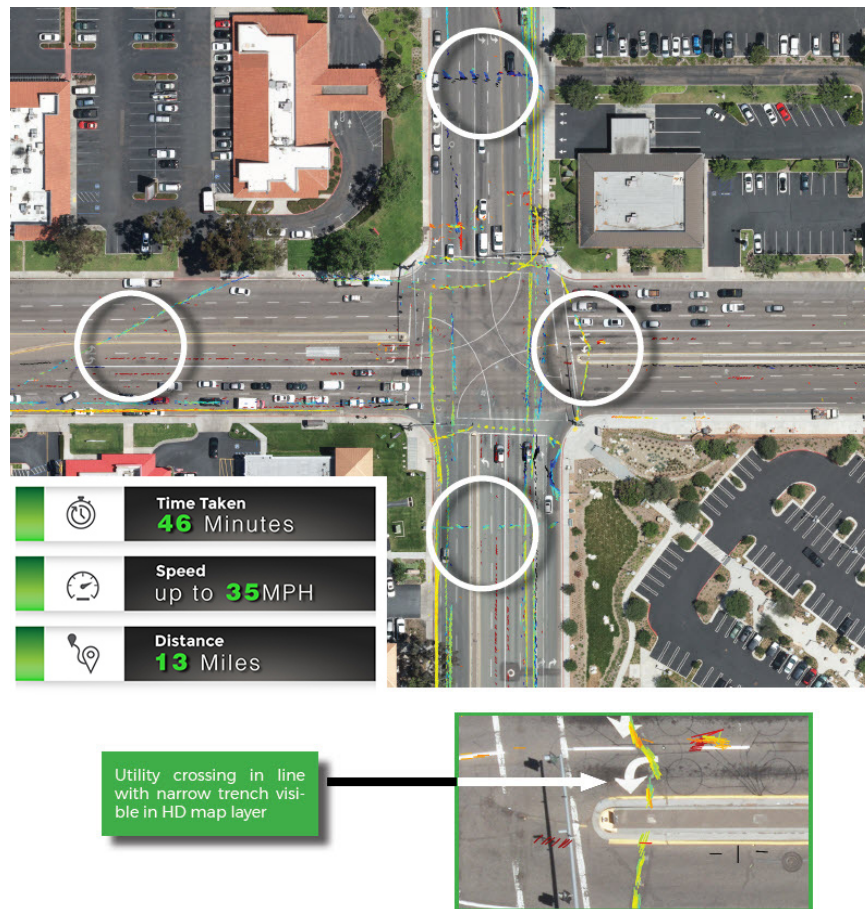 Time Taken
46 Minutes
Speed
up to 35MPH
Distance
13 Miles
Utility crossing in line
with narrow trench visi-
ble in HD map layer